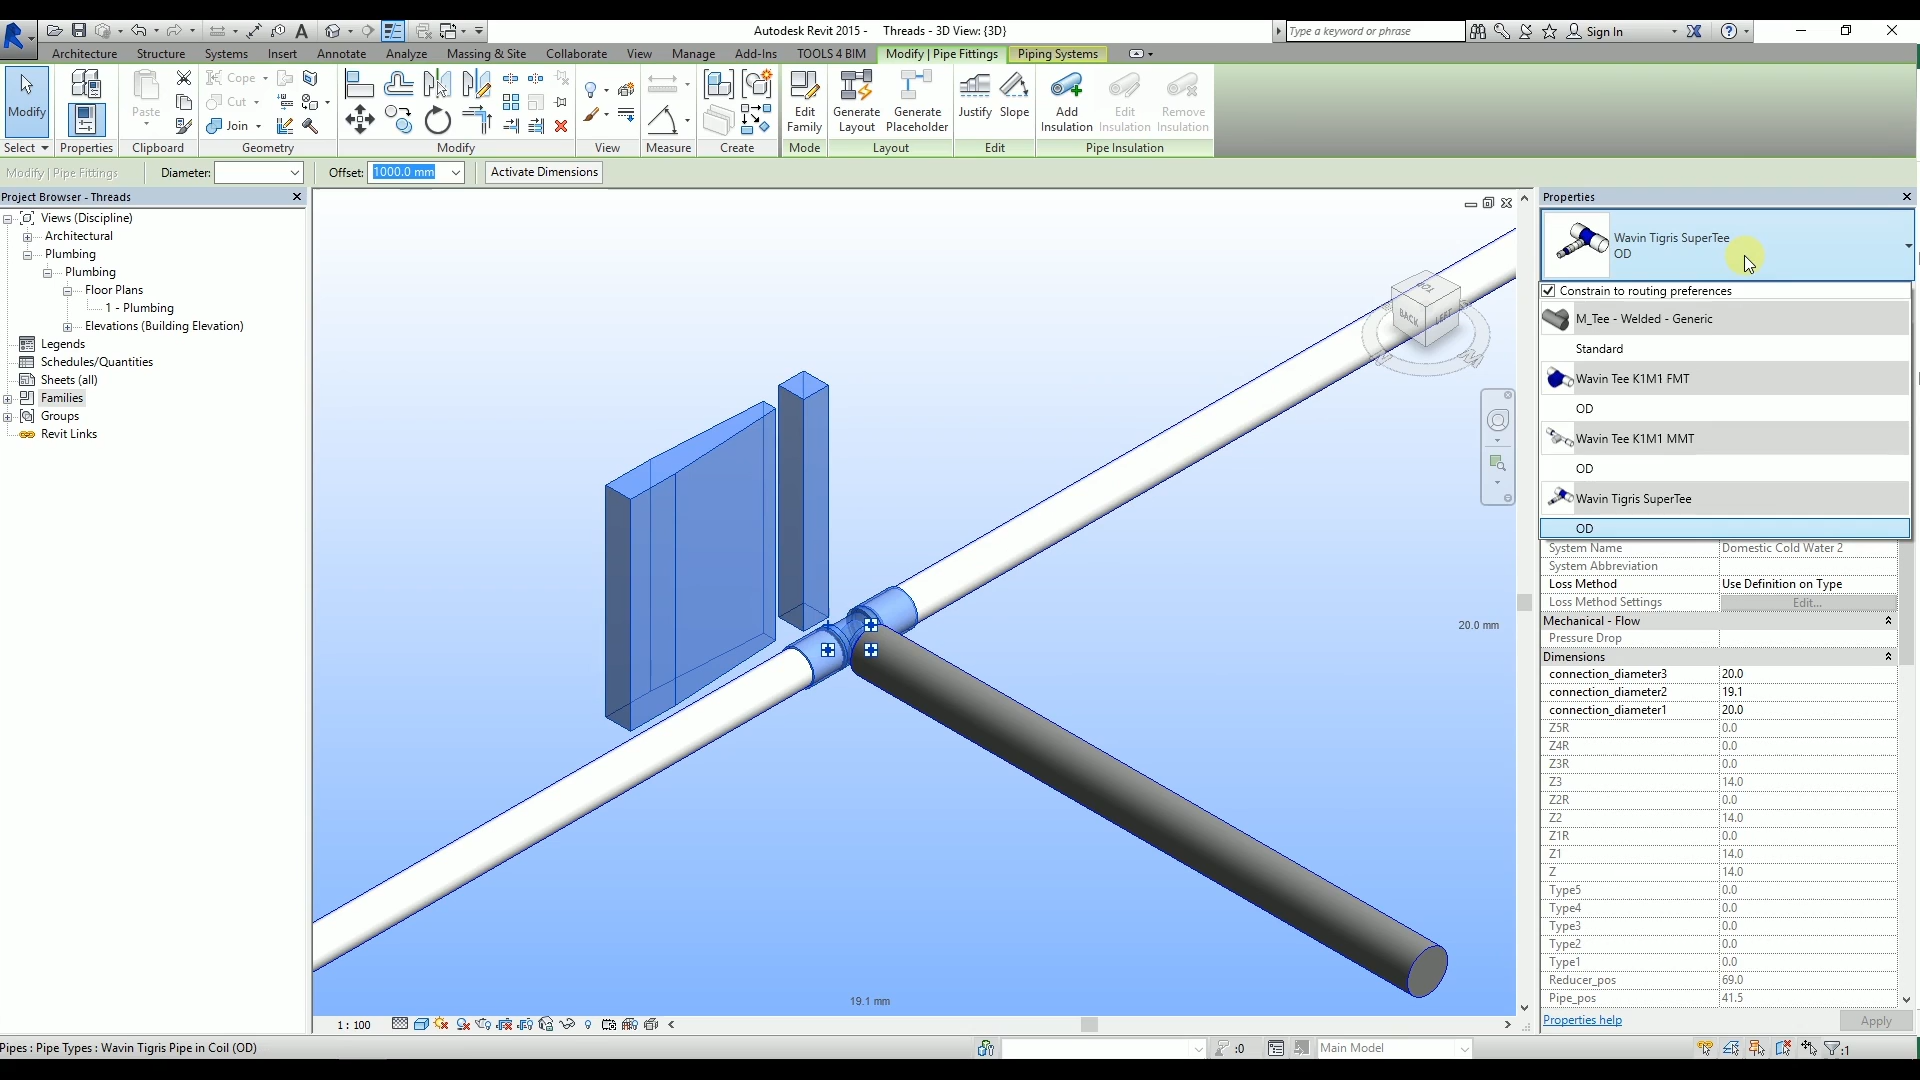 Autodesk Revit 2015 - Threads - 3D View: {3D}
Type a keyword or phrase
Sign In
Architecture Structure Systems Insert Annotate Analyze Massing & Site Collaborate View Manage Add-Ins TOOLS 4 BIM Modify | Pipe Fittings Piping Systems
Modify
Paste
Cope
Cut
Join
Edit Family
Generate Layout
Generate Placeholder
Justify
Slope
Add Insulation
Edit Insulation
Remove Insulation
Select Properties Clipboard Geometry Modify View Measure Create Mode Layout Edit Pipe Insulation
Modify | Pipe Fittings
Diameter:
Offset: 1000.0 mm
Activate Dimensions
Project Browser - Threads
Views (Discipline)
Architectural
Plumbing
Plumbing
Floor Plans
1 - Plumbing
Elevations (Building Elevation)
Legends
Schedules/Quantities
Sheets (all)
Families
Groups
Revit Links
TOP
BACK
LEFT
20.0 mm
19.1 mm
1 : 100
Properties
Wavin Tigris SuperTee
OD
Constrain to routing preferences
M_Tee - Welded - Generic
Standard
Wavin Tee K1M1 FMT
OD
Wavin Tee K1M1 MMT
OD
Wavin Tigris SuperTee
OD
System Name Domestic Cold Water 2
System Abbreviation
Loss Method Use Definition on Type
Loss Method Settings Edit...
Mechanical - Flow
Pressure Drop
Dimensions
connection_diameter3 20.0
connection_diameter2 19.1
connection_diameter1 20.0
Z5R 0.0
Z4R 0.0
Z3R 0.0
Z3 14.0
Z2R 0.0
Z2 14.0
Z1R 0.0
Z1 14.0
Z 14.0
Type5 0.0
Type4 0.0
Type3 0.0
Type2 0.0
Type1 0.0
Reducer_pos 69.0
Pipe_pos 41.5
Properties help
Apply
Pipes : Pipe Types : Wavin Tigris Pipe in Coil (OD)
:0
Main Model
:1